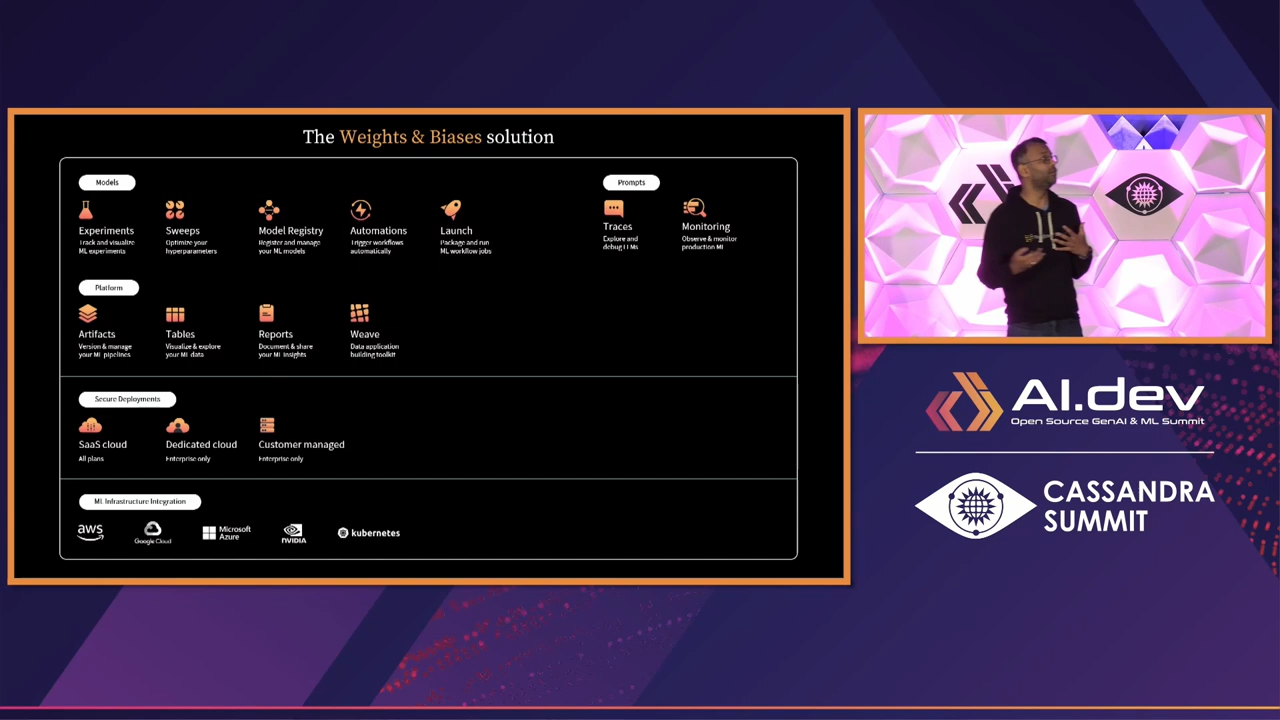 The Weights & Biases solution
Models
Experiments
Track and visualize
ML experiments
Sweeps
Optimize your
hyperparameters
Model Registry
Register and manage
your ML models
Automations
Trigger workflows
automatically
Launch
Package and run
ML workflow jobs
Prompts
Traces
Explore and
debug LLMs
Monitoring
Observe & monitor
production ML
Platform
Artifacts
Version & manage
your ML pipelines
Tables
Visualize & explore
your ML data
Reports
Document & share
your ML insights
Weave
Data application
building toolkit
Secure Deployments
SaaS cloud
All plans
Dedicated cloud
Enterprise only
Customer managed
Enterprise only
ML Infrastructure Integration
aws
Google Cloud
Microsoft
Azure
NVIDIA
kubernetes
AI.dev
Open Source GenAI & ML Summit
CASSANDRA
SUMMIT